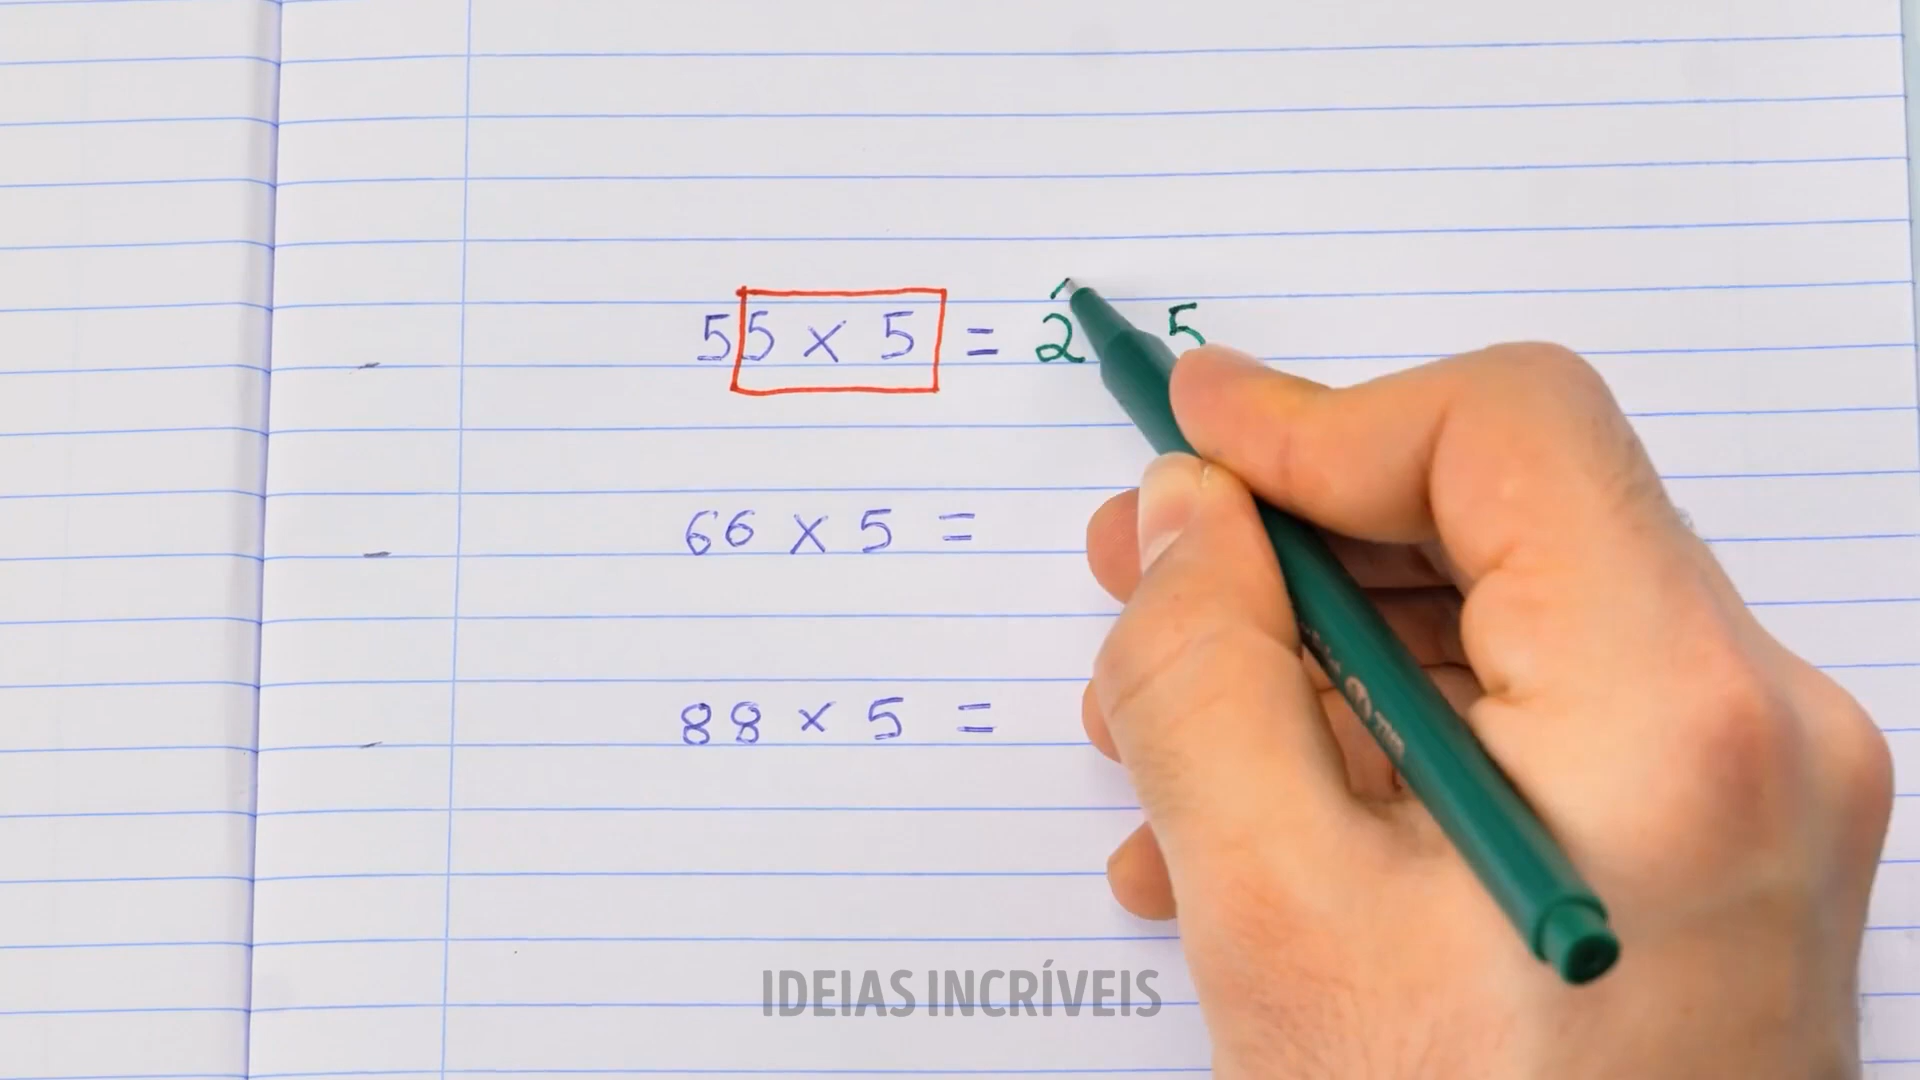 55 x 5 = 2 5
66 x 5 =
88 x 5 =
IDEIAS INCRÍVEIS